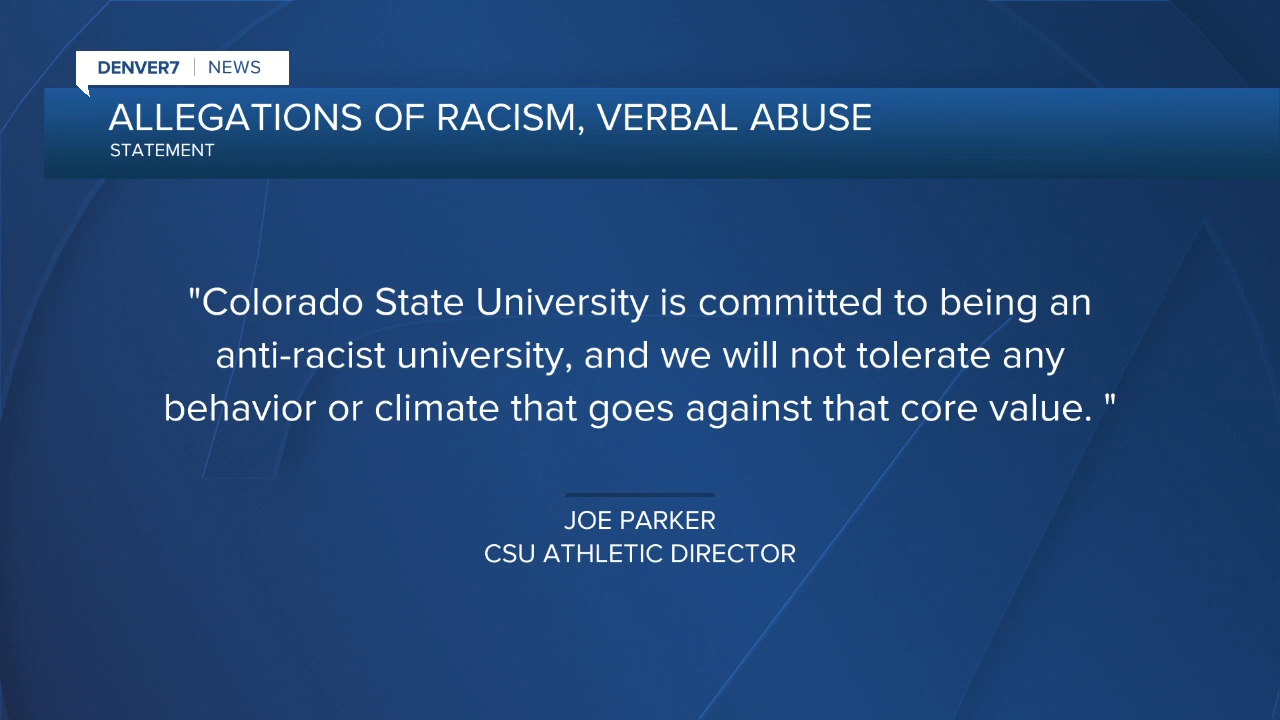 DENVER7 | NEWS
ALLEGATIONS OF RACISM, VERBAL ABUSE
STATEMENT
"Colorado State University is committed to being an
anti-racist university, and we will not tolerate any
behavior or climate that goes against that core value. "
JOE PARKER
CSU ATHLETIC DIRECTOR